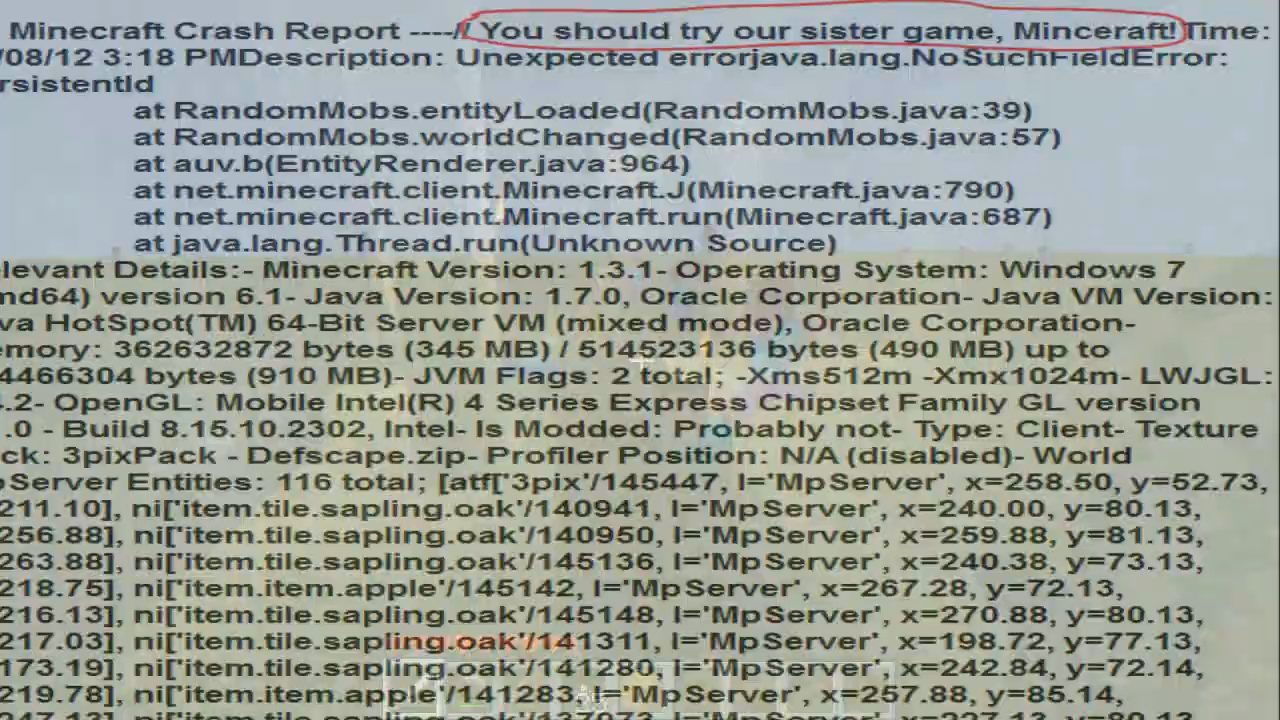 Minecraft Crash Report ----// You should try our sister game, Minceraft!Time:
/08/12 3:18 PMDescription: Unexpected errorjava.lang.NoSuchFieldError:
rsistentId
at RandomMobs.entityLoaded(RandomMobs.java:39)
at RandomMobs.worldChanged(RandomMobs.java:57)
at auv.b(EntityRenderer.java:964)
at net.minecraft.client.Minecraft.J(Minecraft.java:790)
at net.minecraft.client.Minecraft.run(Minecraft.java:687)
at java.lang.Thread.run(Unknown Source)
levant Details:- Minecraft Version: 1.3.1- Operating System: Windows 7
md64) version 6.1- Java Version: 1.7.0, Oracle Corporation- Java VM Version:
va HotSpot(TM) 64-Bit Server VM (mixed mode), Oracle Corporation-
emory: 362632872 bytes (345 MB) / 514523136 bytes (490 MB) up to
4466304 bytes (910 MB)- JVM Flags: 2 total; -Xms512m -Xmx1024m- LWJGL:
.2- OpenGL: Mobile Intel(R) 4 Series Express Chipset Family GL version
.0 - Build 8.15.10.2302, Intel- Is Modded: Probably not- Type: Client- Texture
ck: 3pixPack - Defscape.zip- Profiler Position: N/A (disabled)- World
pServer Entities: 116 total; [atf['3pix'/145447, l='MpServer', x=258.50, y=52.73,
211.10], ni['item.tile.sapling.oak'/140941, l='MpServer', x=240.00, y=80.13,
256.88], ni['item.tile.sapling.oak'/140950, l='MpServer', x=259.88, y=81.13,
263.88], ni['item.tile.sapling.oak'/145136, l='MpServer', x=240.38, y=73.13,
218.75], ni['item.item.apple'/145142, l='MpServer', x=267.28, y=72.13,
216.13], ni['item.tile.sapling.oak'/145148, l='MpServer', x=270.88, y=80.13,
217.03], ni['item.tile.sapling.oak'/141311, l='MpServer', x=198.72, y=77.13,
173.19], ni['item.tile.sapling.oak'/141280, l='MpServer', x=242.84, y=72.14,
219.78], ni['item.item.apple'/141283, l='MpServer', x=257.88, y=85.14,